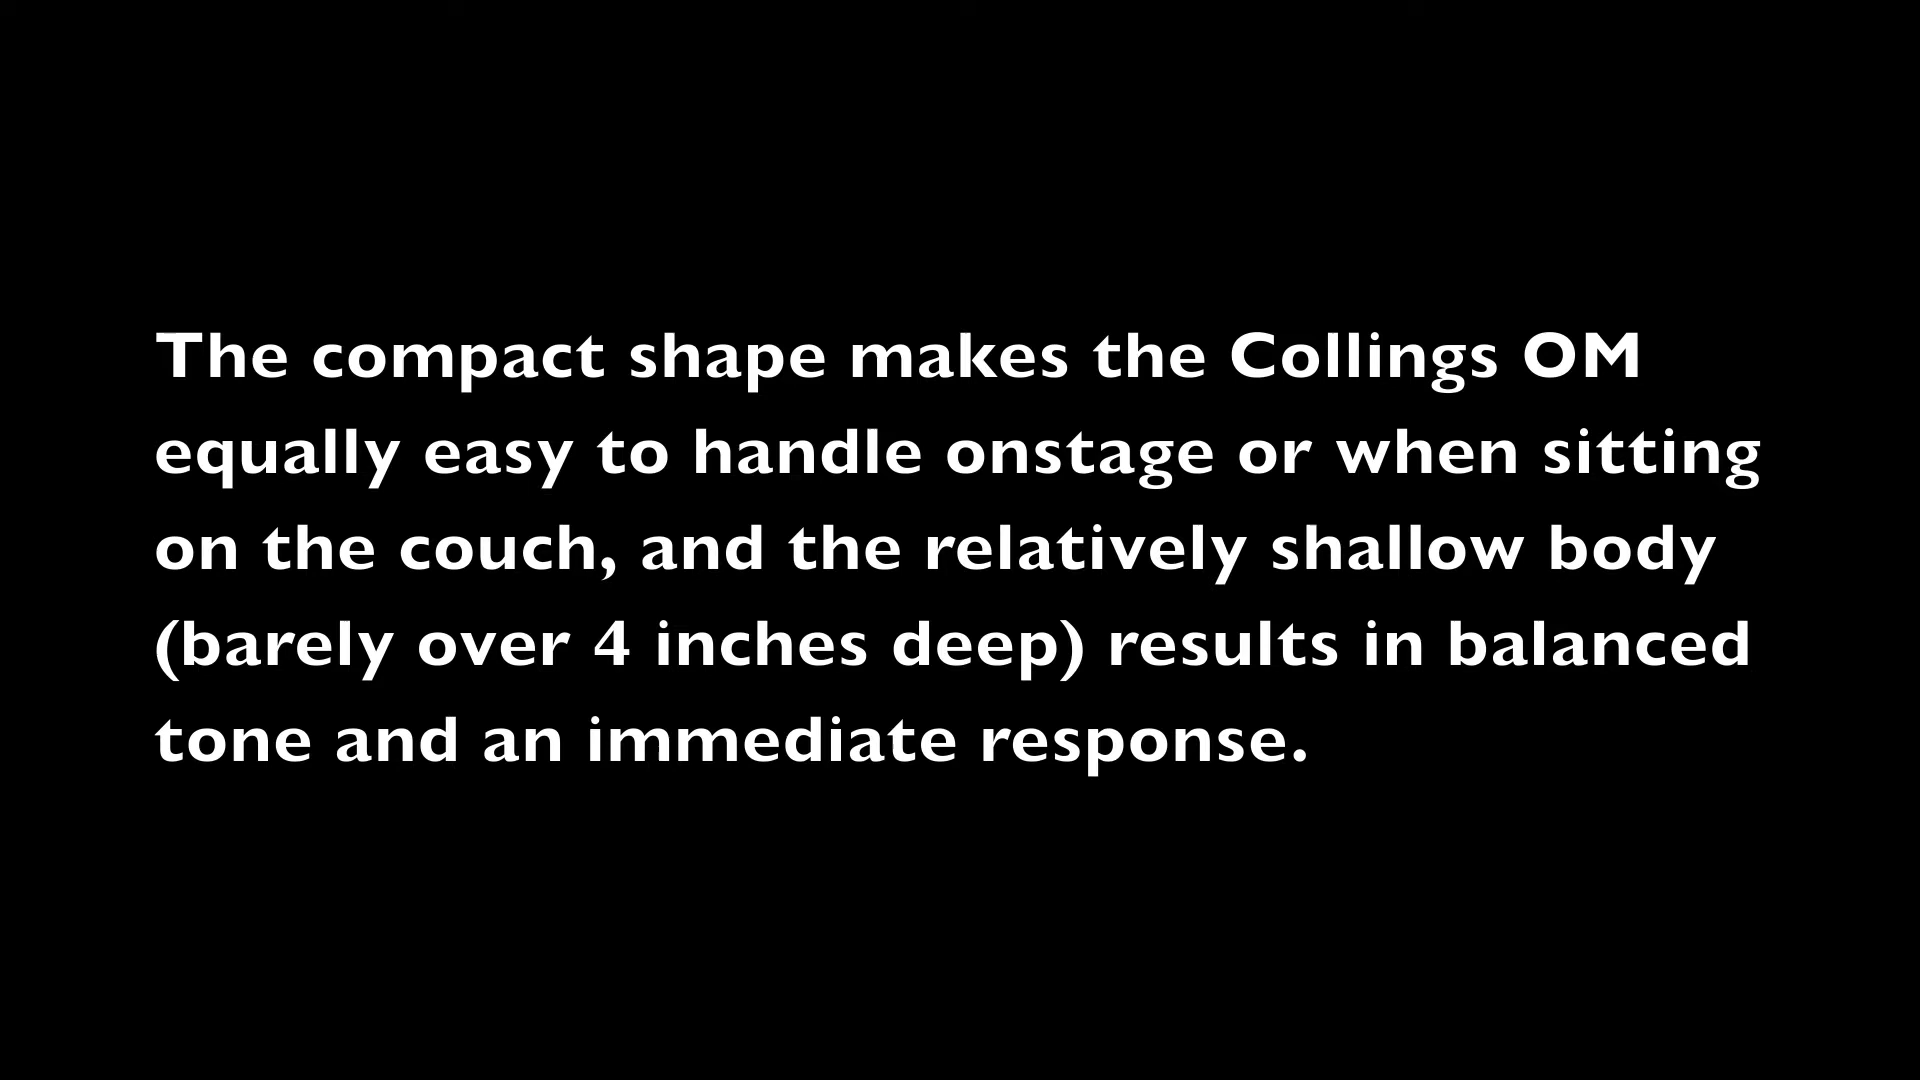 The compact shape makes the Collings OM
equally easy to handle onstage or when sitting
on the couch, and the relatively shallow body
(barely over 4 inches deep) results in balanced
tone and an immediate response.